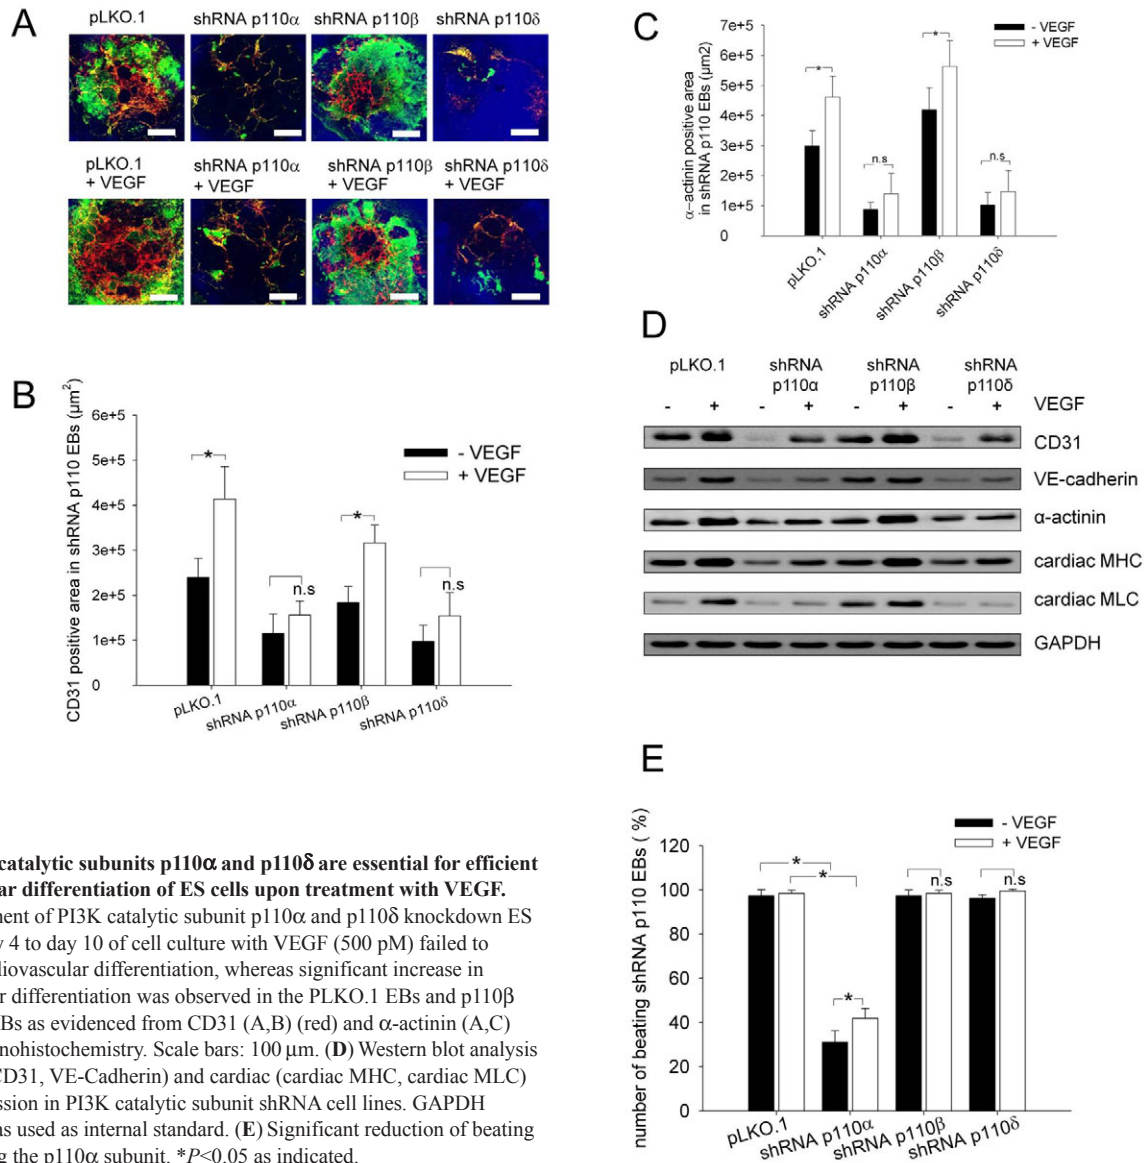 A
pLKO.1
shRNA p110α
shRNA p110β
shRNA p110δ
pLKO.1
+ VEGF
shRNA p110α
+ VEGF
shRNA p110β
+ VEGF
shRNA p110δ
+ VEGF
B
CD31 positive area in shRNA p110 EBs (µm²)
6e+5
5e+5
4e+5
3e+5
2e+5
1e+5
0
- VEGF
+ VEGF
*
n.s
*
n.s
pLKO.1
shRNA p110α
shRNA p110β
shRNA p110δ
catalytic subunits p110α and p110δ are essential for efficient
ar differentiation of ES cells upon treatment with VEGF.
nent of PI3K catalytic subunit p110α and p110δ knockdown ES
y 4 to day 10 of cell culture with VEGF (500 pM) failed to
diovascular differentiation, whereas significant increase in
r differentiation was observed in the PLKO.1 EBs and p110β
Bs as evidenced from CD31 (A,B) (red) and α-actinin (A,C)
nohistochemistry. Scale bars: 100 µm. (D) Western blot analysis
CD31, VE-Cadherin) and cardiac (cardiac MHC, cardiac MLC)
ssion in PI3K catalytic subunit shRNA cell lines. GAPDH
as used as internal standard. (E) Significant reduction of beating
g the p110α subunit. *P<0.05 as indicated.
C
α−actinin positive area
in shRNA p110 EBs (µm2)
7e+5
6e+5
5e+5
4e+5
3e+5
2e+5
1e+5
0
- VEGF
+ VEGF
*
n.s
*
n.s
pLKO.1
shRNA p110α
shRNA p110β
shRNA p110δ
D
pLKO.1
shRNA
p110α
shRNA
p110β
shRNA
p110δ
- + - + - + - + VEGF
CD31
VE-cadherin
α-actinin
cardiac MHC
cardiac MLC
GAPDH
E
number of beating shRNA p110 EBs ( %)
120
100
80
60
40
20
0
- VEGF
+ VEGF
*
*
*
n.s
n.s
pLKO.1
shRNA p110α
shRNA p110β
shRNA p110δ